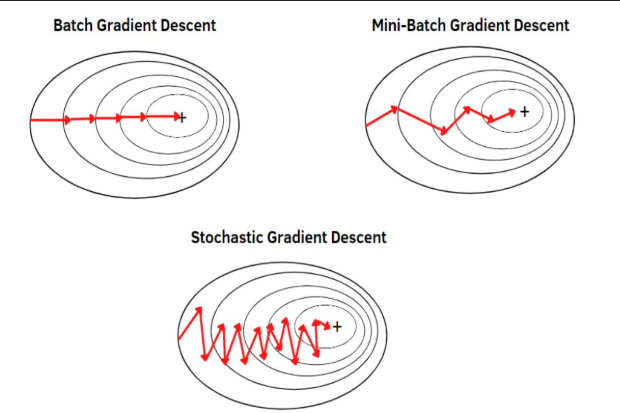 Batch Gradient Descent
Mini-Batch Gradient Descent
Stochastic Gradient Descent